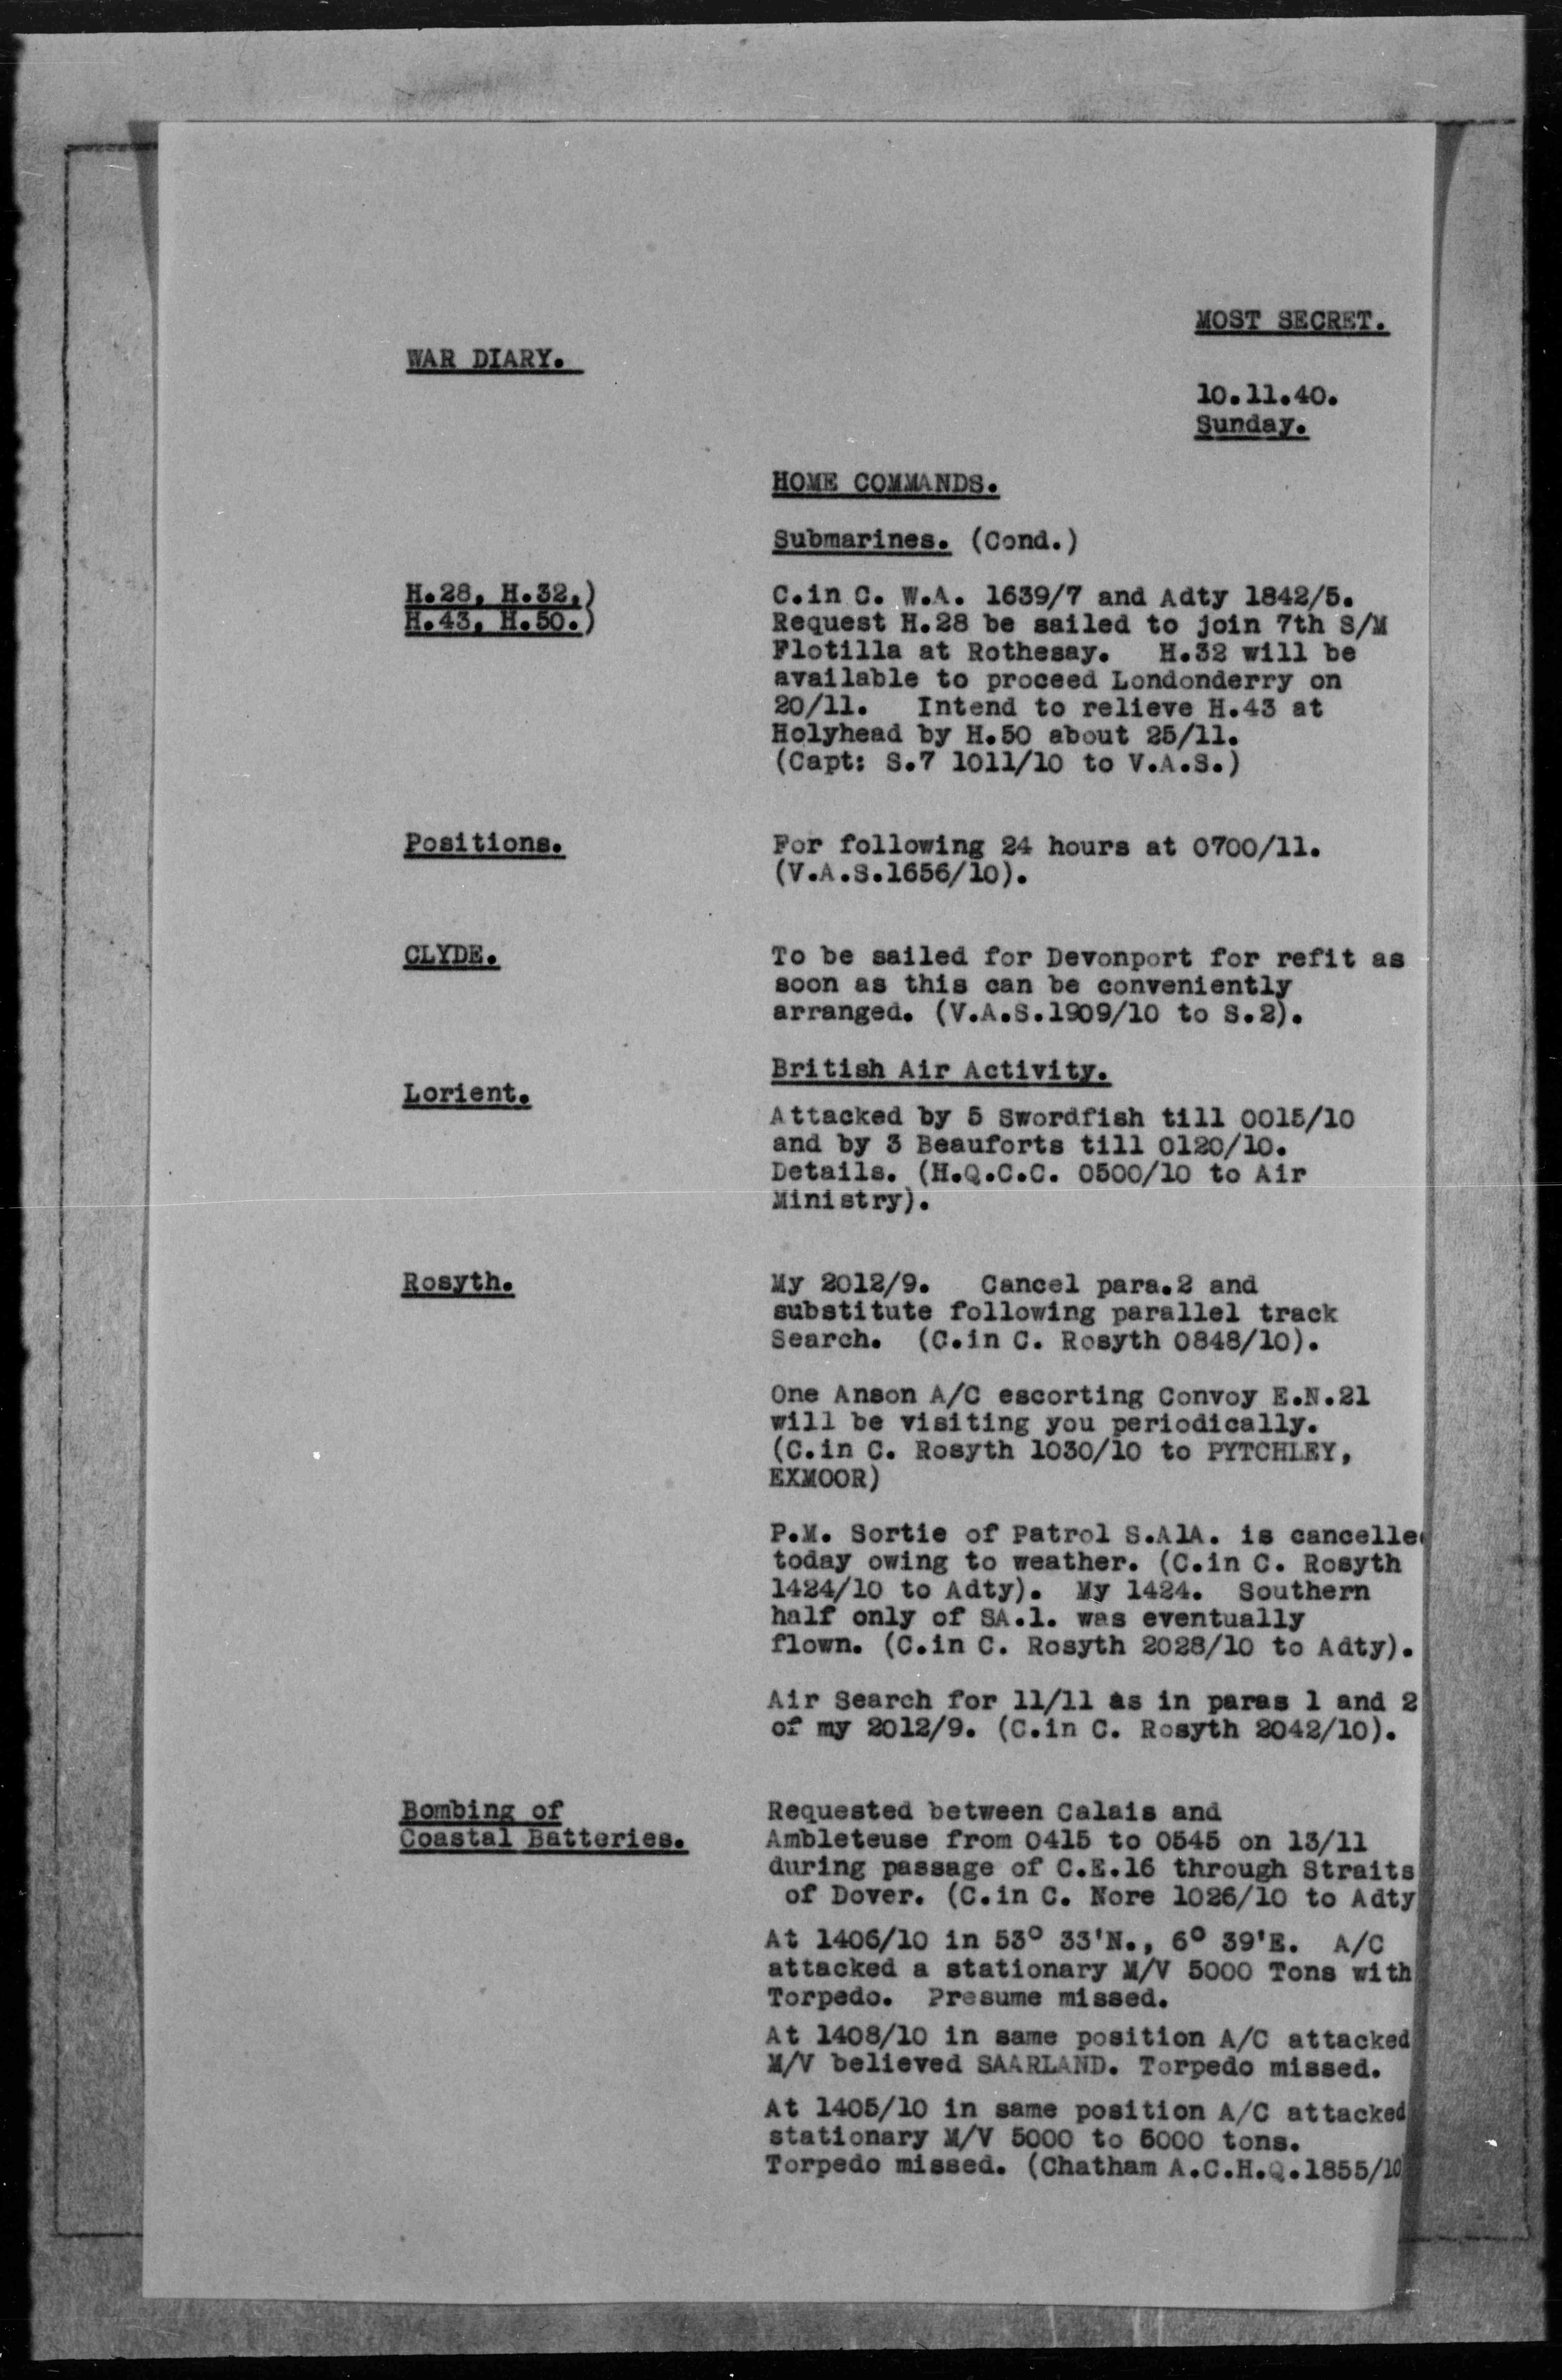 MOST SECRET.
WAR DIARY.
10.11.40.
Sunday.
HOME COMMANDS.
Submarines. (Cond.)
H.28, H.32,)
H.43, H.50.)
C.in C. W.A. 1639/7 and Adty 1842/5.
Request H.28 be sailed to join 7th S/M
Flotilla at Rothesay. H.32 will be
available to proceed Londonderry on
20/11. Intend to relieve H.43 at
Holyhead by H.50 about 25/11.
(Capt: S.7 1011/10 to V.A.S.)
Positions.
For following 24 hours at 0700/11.
(V.A.S.1656/10).
CLYDE.
To be sailed for Devonport for refit as
soon as this can be conveniently
arranged. (V.A.S.1909/10 to S.2).
British Air Activity.
Lorient.
Attacked by 5 Swordfish till 0015/10
and by 3 Beauforts till 0120/10.
Details. (H.Q.C.C. 0500/10 to Air
Ministry).
Rosyth.
My 2012/9. Cancel para.2 and
substitute following parallel track
Search. (C.in C. Rosyth 0848/10).
One Anson A/C escorting Convoy E.N.21
will be visiting you periodically.
(C.in C. Rosyth 1030/10 to PYTCHLEY,
EXMOOR)
P.M. Sortie of Patrol S.A1A. is cancelled
today owing to weather. (C.in C. Rosyth
1424/10 to Adty). My 1424. Southern
half only of SA.1. was eventually
flown. (C.in C. Rosyth 2028/10 to Adty).
Air Search for 11/11 as in paras 1 and 2
of my 2012/9. (C.in C. Rosyth 2042/10).
Bombing of
Coastal Batteries.
Requested between Calais and
Ambleteuse from 0415 to 0545 on 13/11
during passage of C.E.16 through Straits
of Dover. (C.in C. Nore 1026/10 to Adty
At 1406/10 in 53° 33'N., 6° 39'E. A/C
attacked a stationary M/V 5000 Tons with
Torpedo. Presume missed.
At 1408/10 in same position A/C attacked
M/V believed SAARLAND. Torpedo missed.
At 1405/10 in same position A/C attacked
stationary M/V 5000 to 6000 tons.
Torpedo missed. (Chatham A.C.H.Q.1855/10